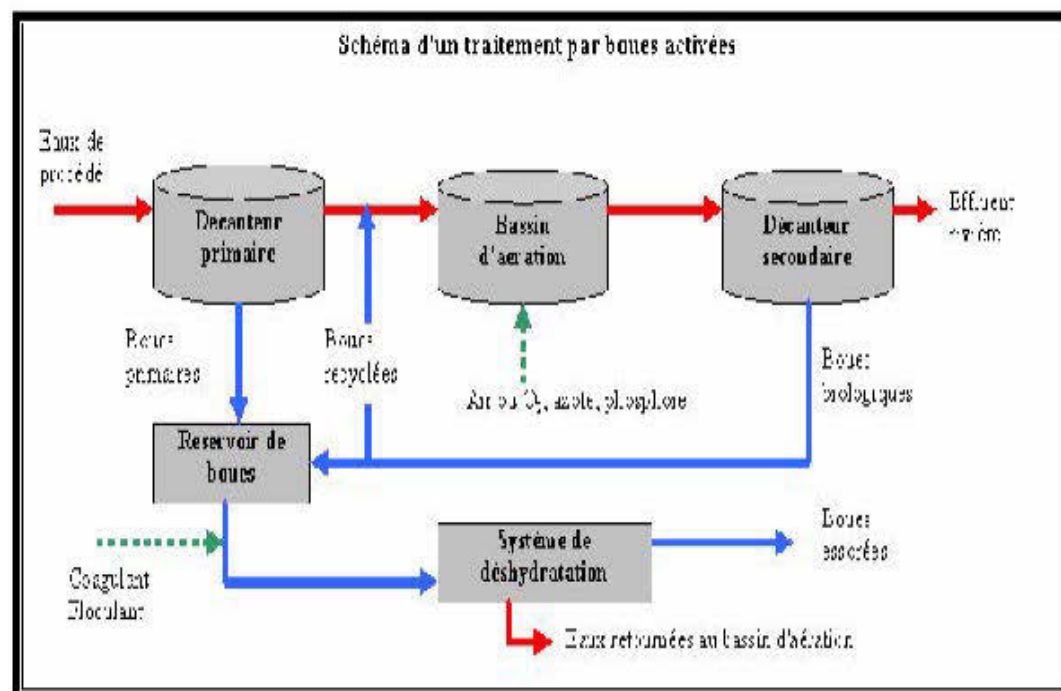 Schéma d'un traitement par boues activées
Eaux de
procédé
Décanteur
primaire
Bassin
d'aération
Décanteur
secondaire
Effluent
rivière
Boues
primaires
Boues
recyclées
Air ou O₂, azote, phosphore
Boues
biologiques
Reservoir de
boues
Coagulant
Floculant
Système de
déshydratation
Boues
essorées
Eaux retournées au bassin d'aération